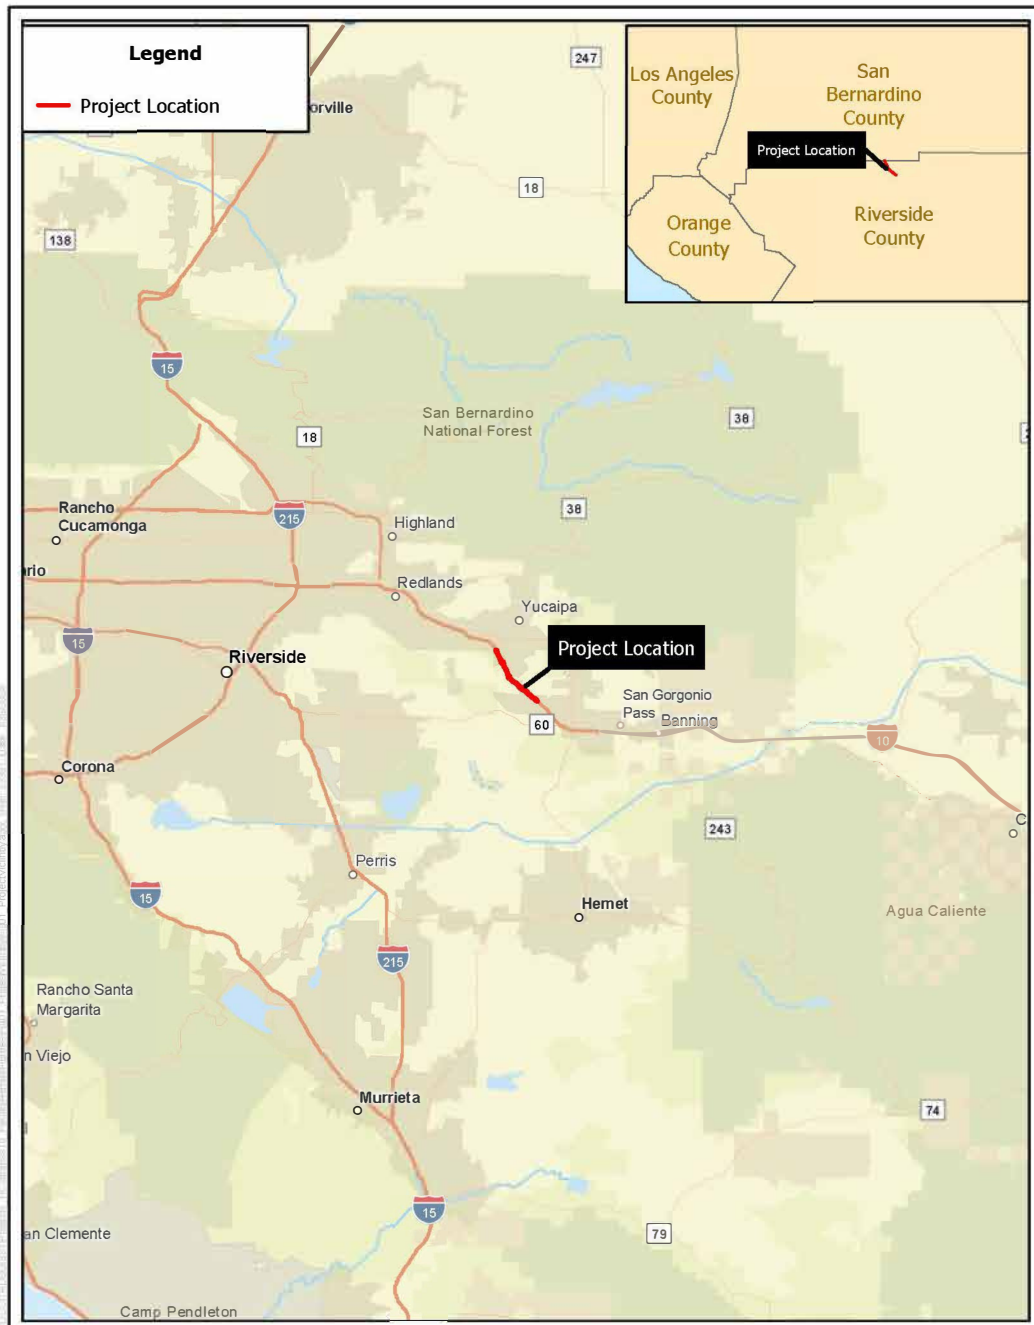 Legend
Project Location
orville
247
Los Angeles
County
San
Bernardino
County
Project Location
Orange
County
Riverside
County
18
138
15
San Bernardino
National Forest
38
18
Rancho
Cucamonga
215
38
Highland
ario
Redlands
Yucaipa
15
Riverside
Project Location
San Gorgonio
Pass
Banning
60
10
Corona
243
C
Perris
15
Hemet
Agua Caliente
215
Rancho Santa
Margarita
n Viejo
Murrieta
74
15
79
an Clemente
Camp Pendleton